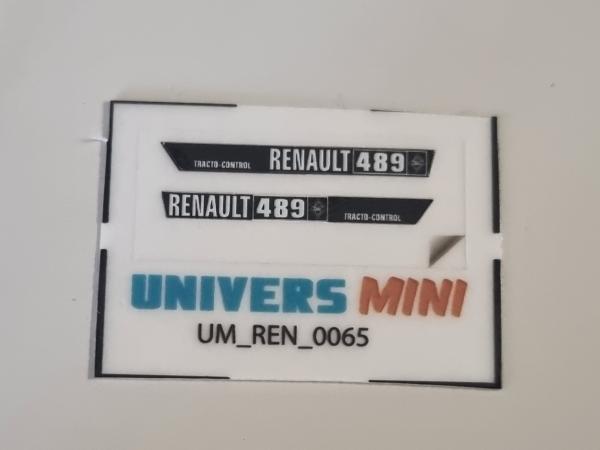 TRACTO-CONTROL RENAULT 489
RENAULT 489 TRACTO-CONTROL
UNIVERS MINI
UM_REN_0065